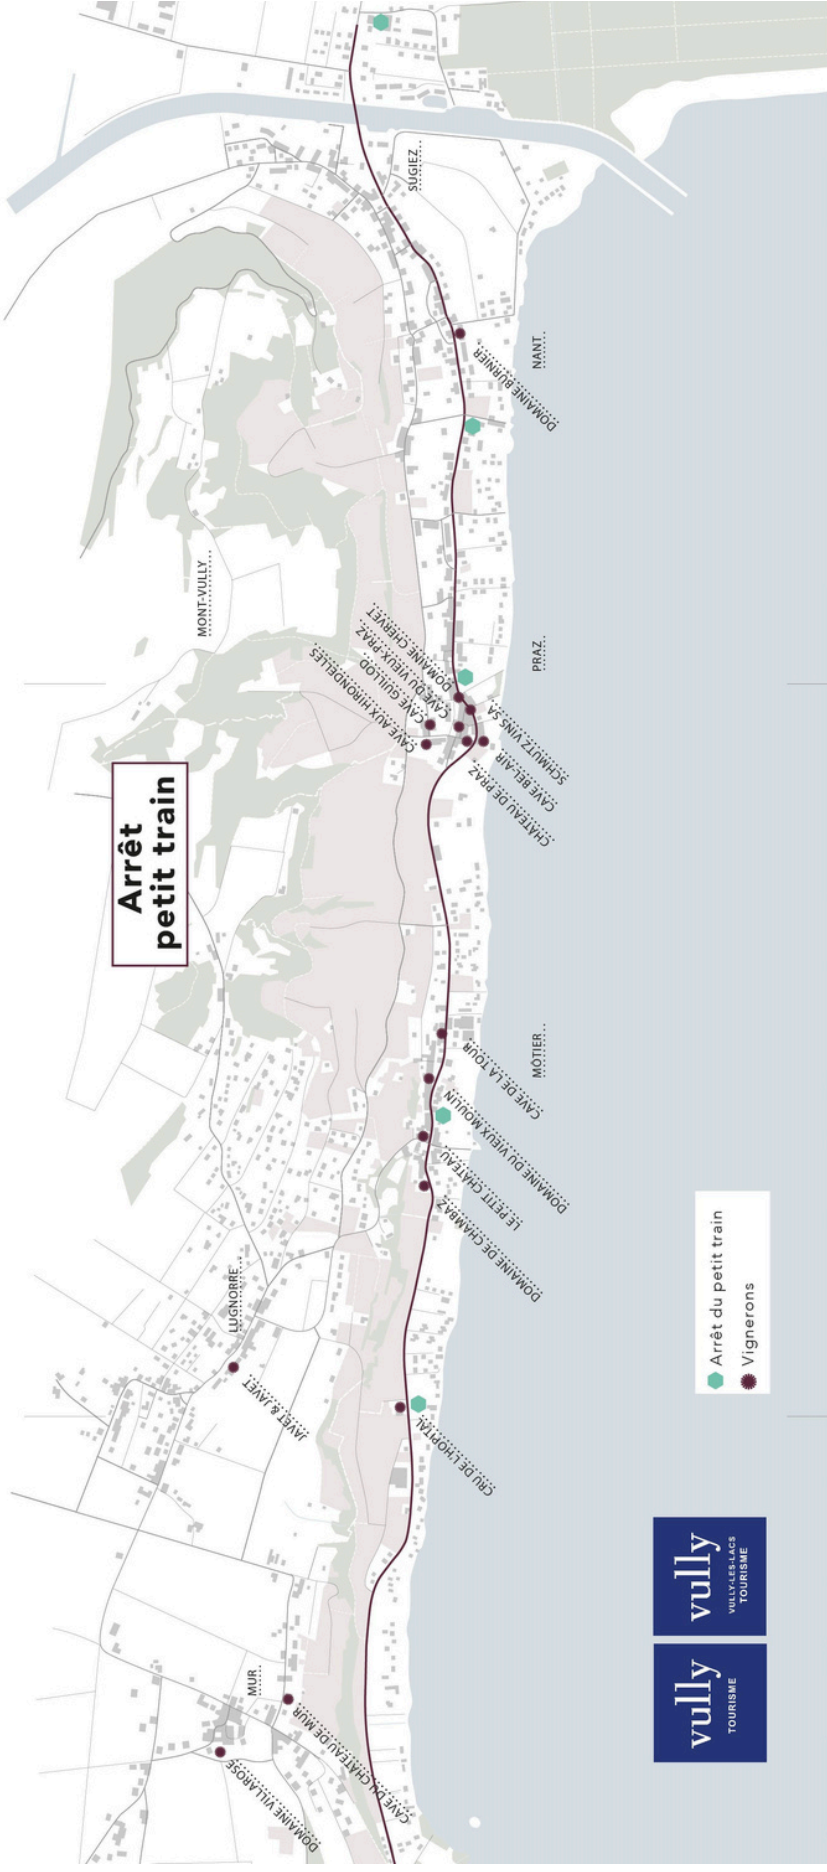 Arrêt
petit train
SUGIEZ
NANT
DOMAINE BURNIER
MONT-VULLY
PRAZ
DOMAINE CHERVET
CAVE DU VIEUX-PRAZ
CAVE GUILLOD
CAVE AUX HIRONDELLES
SCHMUTZ VINS SA
CAVE BEL-AIR
CHÂTEAU DE PRAZ
MÔTIER
CAVE DE LA TOUR
DOMAINE DU VIEUX MOULIN
LE PETIT CHÂTEAU
DOMAINE DE CHAMBAZ
LUGNORRE
JAVET & JAVET
CRU DE L'HOPITAL
MUR
CAVE DU CHÂTEAU DE MUR
DOMAINE VILLAROSE
Arrêt du petit train
Vignerons
vully
TOURISME
vully
VULLY-LES-LACS
TOURISME